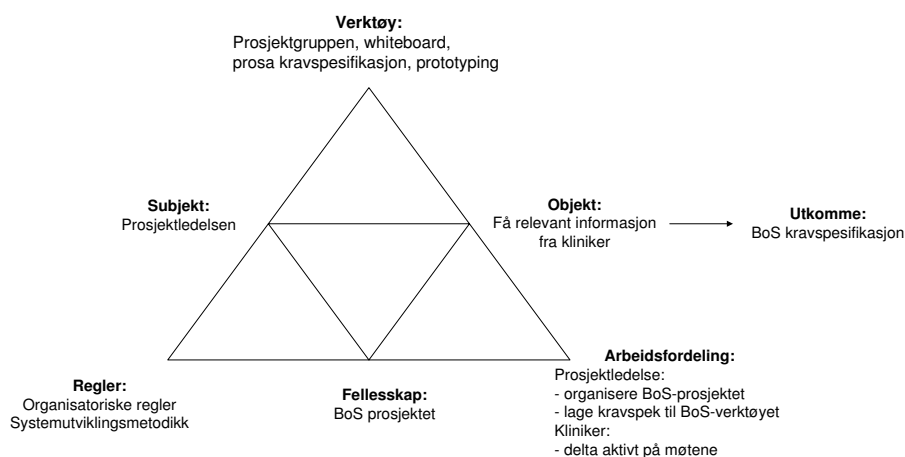 Verktøy:
Prosjektgruppen, whiteboard,
prosa kravspesifikasjon, prototyping
Subjekt:
Prosjektledelsen
Objekt:
Få relevant informasjon
fra kliniker
Utkomme:
BoS kravspesifikasjon
Regler:
Organisatoriske regler
Systemutviklingsmetodikk
Fellesskap:
BoS prosjektet
Arbeidsfordeling:
Prosjektledelse:
- organisere BoS-prosjektet
- lage kravspek til BoS-verktøyet
Kliniker:
- delta aktivt på møtene